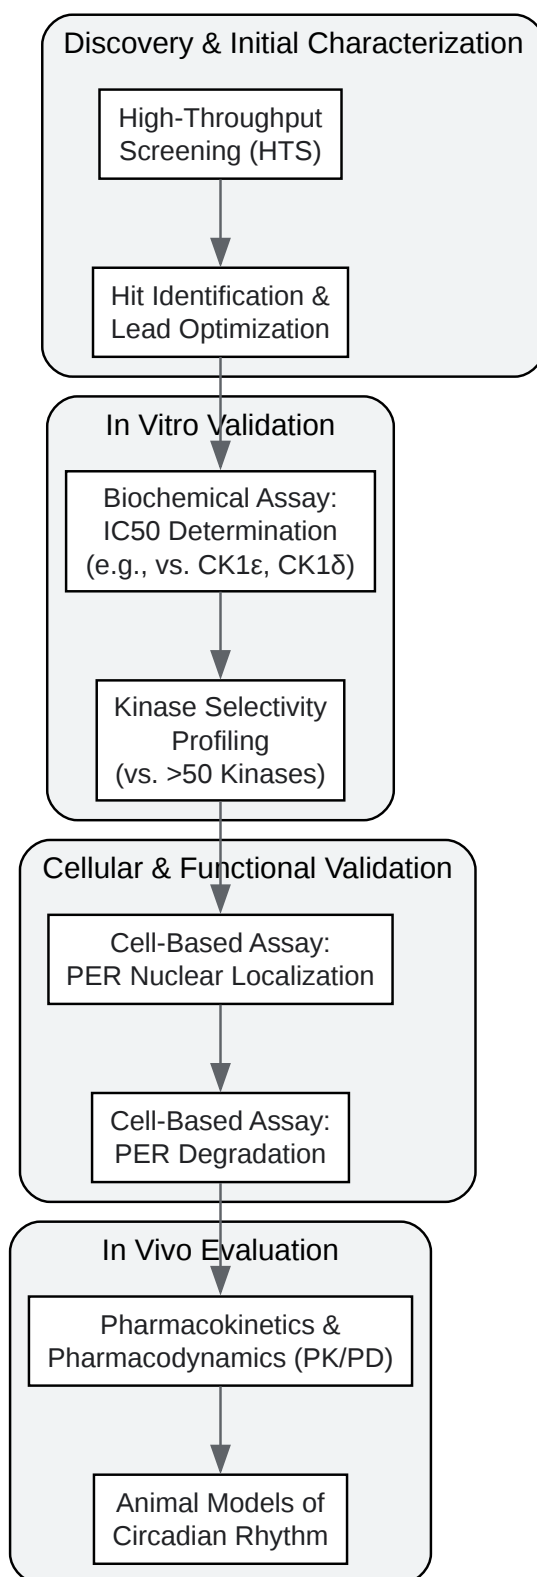 Discovery & Initial Characterization
High-Throughput
Screening (HTS)
Hit Identification &
Lead Optimization
In Vitro Validation
Biochemical Assay:
IC50 Determination
(e.g., vs. CK1ε, CK1δ)
Kinase Selectivity
Profiling
(vs. >50 Kinases)
Cellular & Functional Validation
Cell-Based Assay:
PER Nuclear Localization
Cell-Based Assay:
PER Degradation
In Vivo Evaluation
Pharmacokinetics &
Pharmacodynamics (PK/PD)
Animal Models of
Circadian Rhythm